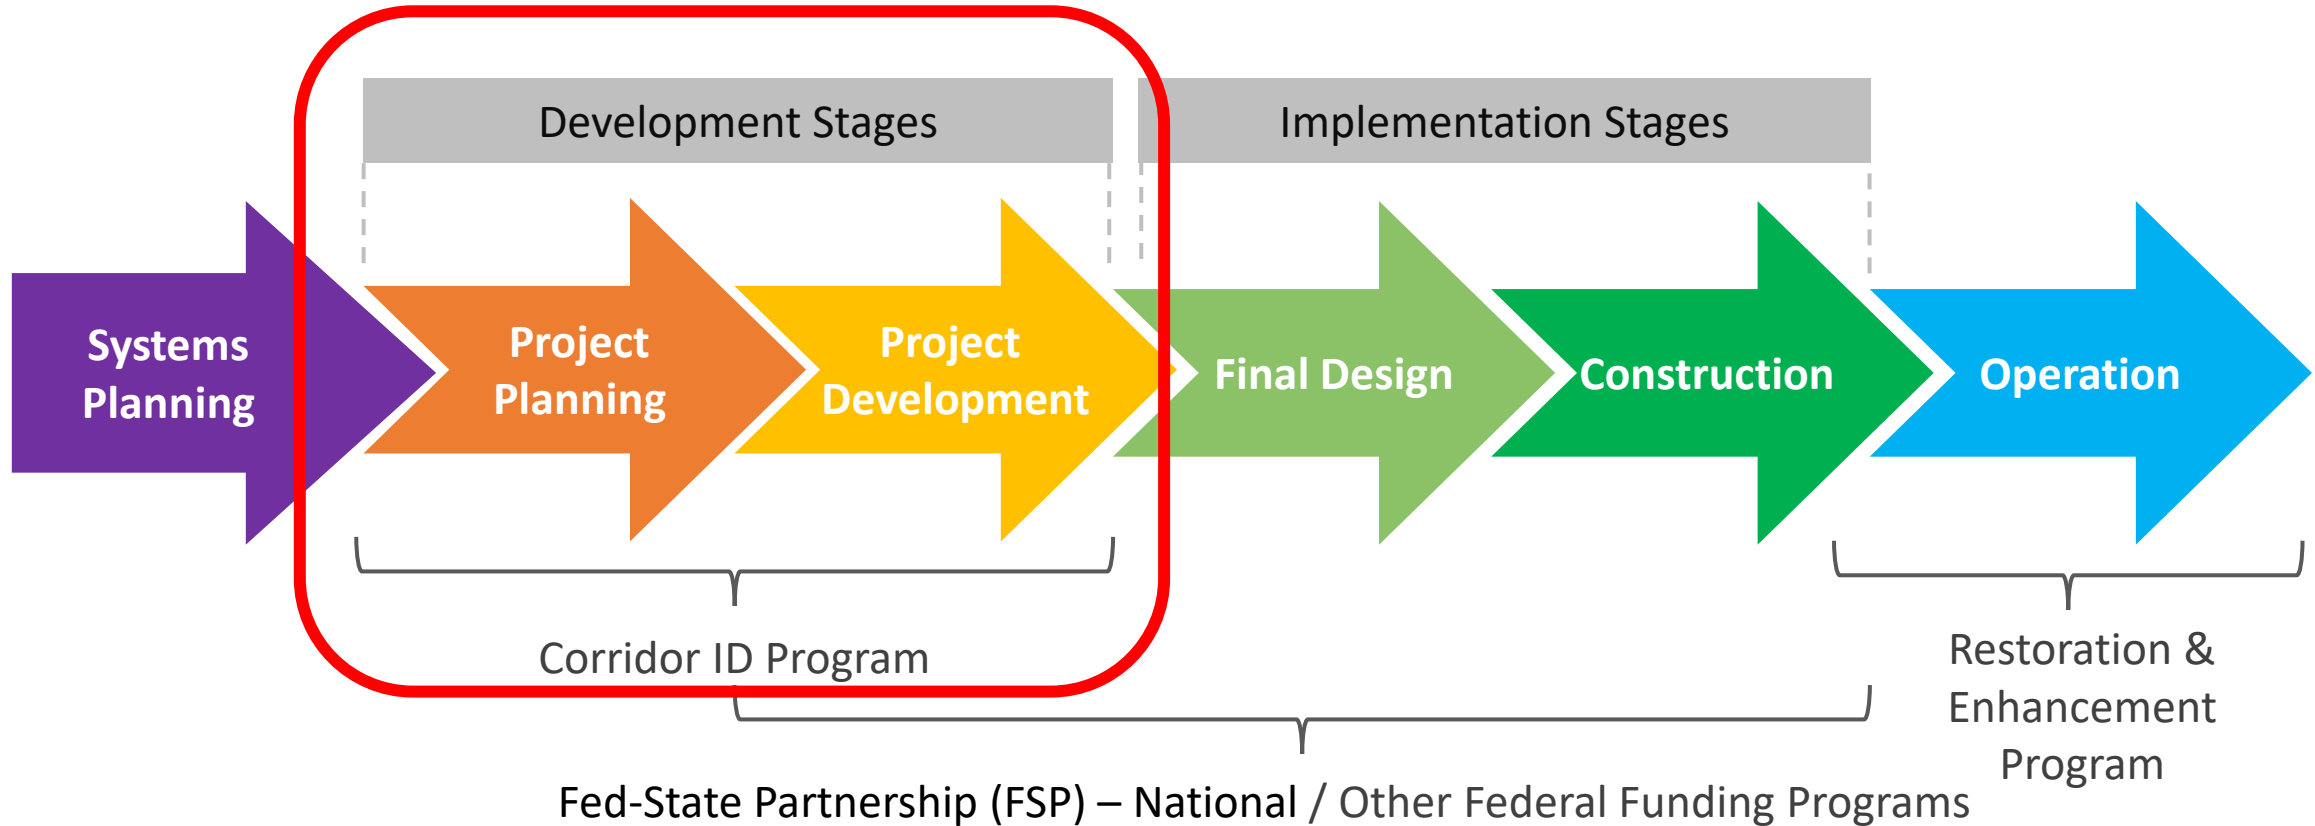 Development Stages
Implementation Stages
Systems
Planning
Project
Planning
Project
Development
Final Design
Construction
Operation
Corridor ID Program
Restoration &
Enhancement
Program
Fed-State Partnership (FSP) – National / Other Federal Funding Programs